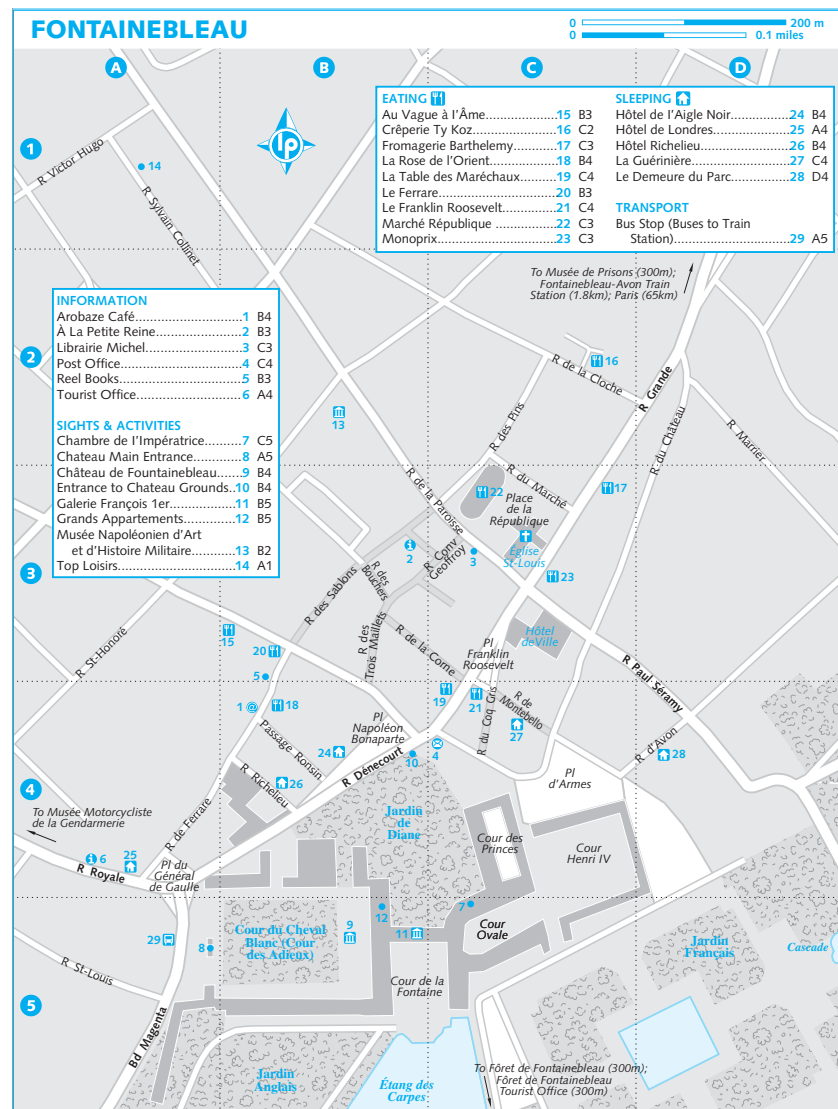 FONTAINEBLEAU
0 200 m
0 0.1 miles
A B C D
EATING
Au Vague à l'Âme 15 B3
Crêperie Ty Koz 16 C2
Fromagerie Barthelemy 17 C3
La Rose de l'Orient 18 B4
La Table des Maréchaux 19 C4
Le Ferrare 20 B3
Le Franklin Roosevelt 21 C4
Marché République 22 C3
Monoprix 23 C3
SLEEPING
Hôtel de l'Aigle Noir 24 B4
Hôtel de Londres 25 A4
Hôtel Richelieu 26 B4
La Guérinière 27 C4
Le Demeure du Parc 28 D4
TRANSPORT
Bus Stop (Buses to Train
Station) 29 A5
1
lp
R Victor Hugo
14
R Sylvain Collinet
To Musée de Prisons (300m);
Fontainebleau-Avon Train
Station (1.8km); Paris (65km)
INFORMATION
Arobaze Café 1 B4
À La Petite Reine 2 B3
Librairie Michel 3 C3
Post Office 4 C4
Reel Books 5 B3
Tourist Office 6 A4
SIGHTS & ACTIVITIES
Chambre de l'Impératrice 7 C5
Chateau Main Entrance 8 A5
Château de Fountainebleau 9 B4
Entrance to Chateau Grounds 10 B4
Galerie François 1er 11 B5
Grands Appartements 12 B5
Musée Napoléonien d'Art
et d'Histoire Militaire 13 B2
Top Loisirs 14 A1
2
16
R de la Cloche
R Grande
13
R des Pins
R du Château
R Marrier
R de la Paroisse
R du Marché
22
Place
de la
République
17
3
2
R Conv
Geoffroy
3
Église
St-Louis
23
R des
Bouchers
R des Sablons
R des
Trois Maillets
R de la Corne
Hôtel
de Ville
Pl
Franklin
Roosevelt
R St-Honoré
15
20
5
R Paul Séramy
1 @
18
19
21
R du Coq Gris
R de
Montebello
27
Pl
Napoléon
Bonaparte
Passage Ronsin
24
R Dénecourt
10
4
R d'Avon
28
4
R Richelieu
26
Pl
d'Armes
To Musée Motorcycliste
de la Gendarmerie
R de Ferrare
Jardin
de
Diane
Cour des
Princes
Cour
Henri IV
6
25
R Royale
Pl du
Général
de Gaulle
12
7
Cour
Ovale
29
8
Cour du Cheval
Blanc (Cour
des Adieux)
9
11
Jardin
Français
Cascade
R St-Louis
Cour de la
Fontaine
5
Bd Magenta
Jardin
Anglais
Étang des
Carpes
To Fôret de Fontainebleau (300m);
Fôret de Fontainebleau
Tourist Office (300m)